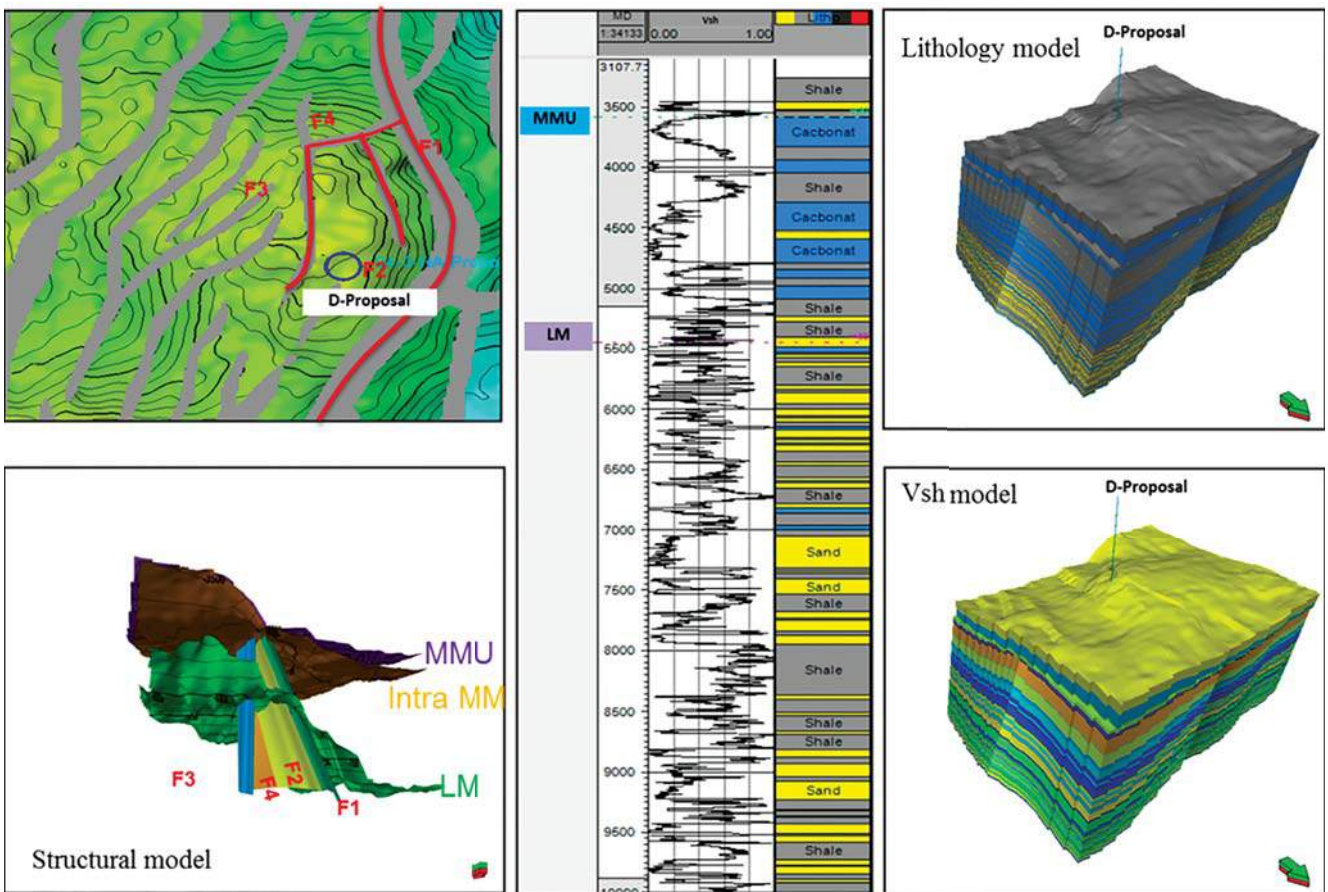 F4
F1
F3
F2
D-Proposal
MMU
Intra MM
LM
F3
F4
F2
F1
Structural model
MD
Vsh
1:34133
0.00
1.00
3107.7
3500
4000
4500
5000
5500
6000
6500
7000
7500
8000
8500
9000
9500
MMU
LM
Shale
Cacbonat
Shale
Cacbonat
Cacbonat
Shale
Shale
Shale
Shale
Sand
Sand
Shale
Shale
Shale
Shale
Sand
Shale
Lithology model
D-Proposal
Vsh model
D-Proposal